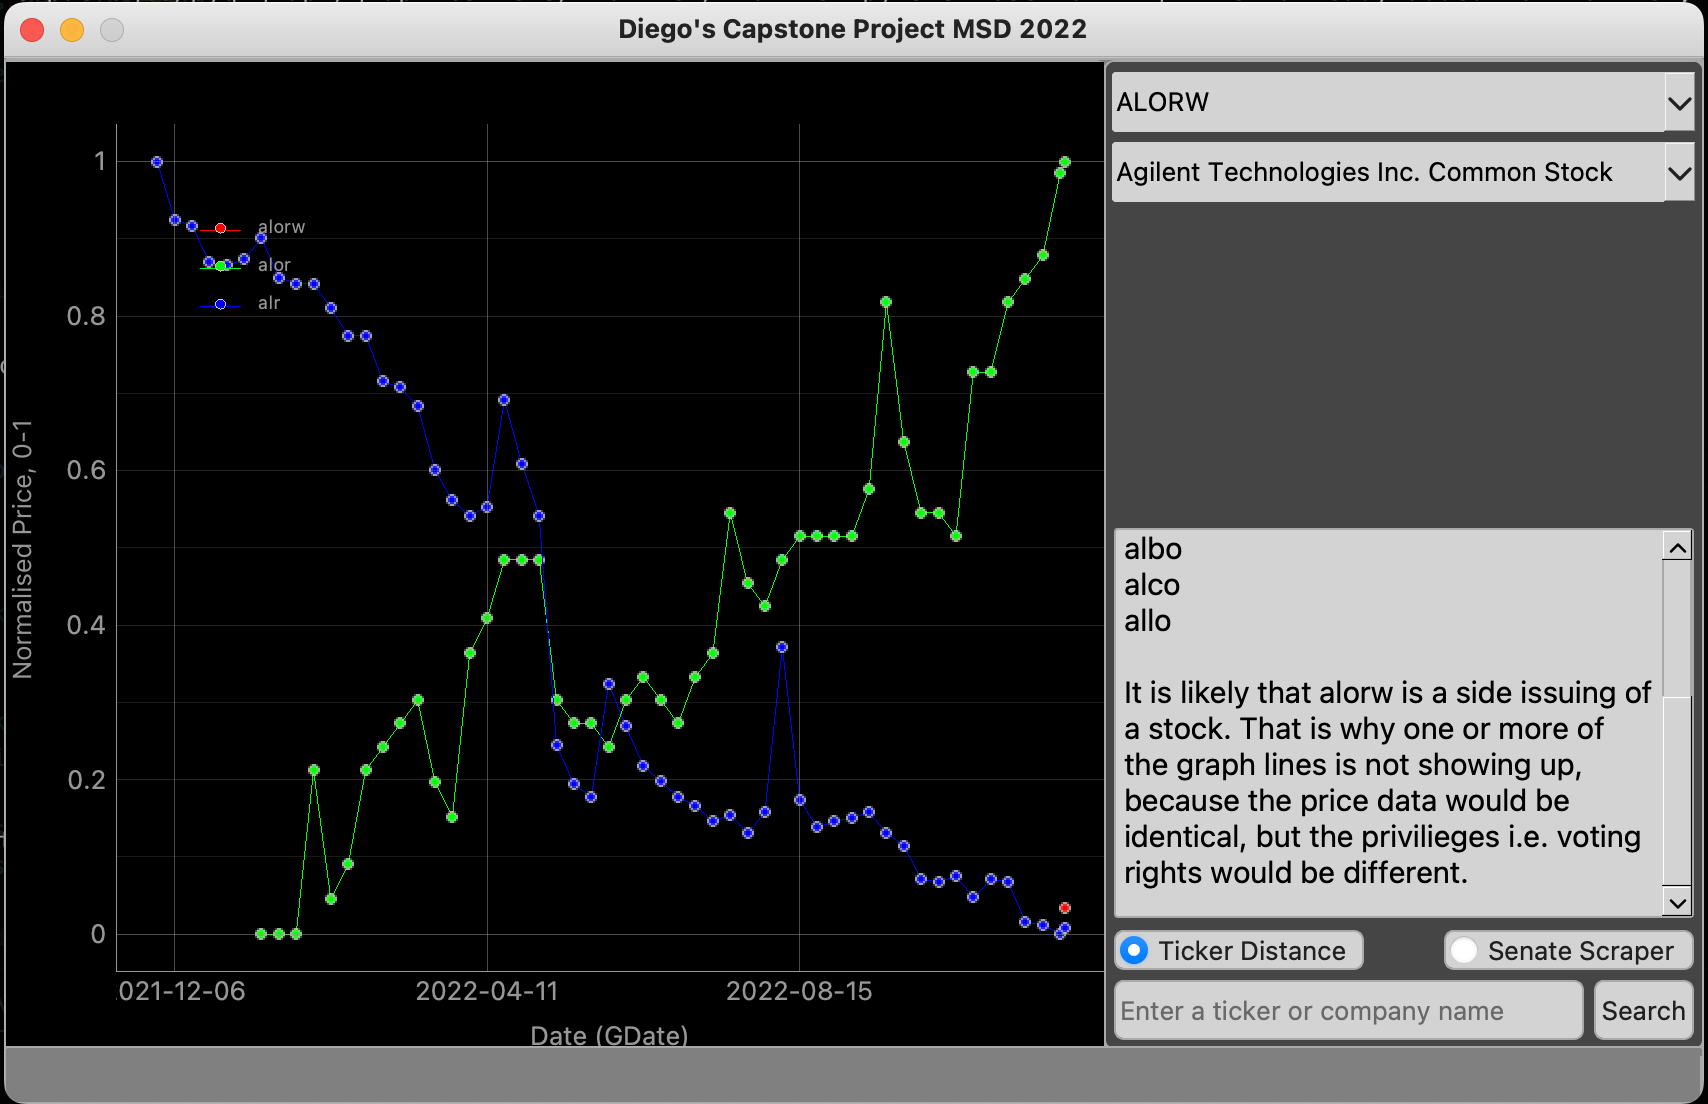 Diego's Capstone Project MSD 2022
ALORW
Agilent Technologies Inc. Common Stock
1
0.8
0.6
0.4
0.2
0
Normalised Price, 0-1
alorw
alor
alr
021-12-06
2022-04-11
2022-08-15
Date (GDate)
albo
alco
allo
It is likely that alorw is a side issuing of
a stock. That is why one or more of
the graph lines is not showing up,
because the price data would be
identical, but the privilieges i.e. voting
rights would be different.
Ticker Distance
Senate Scraper
Enter a ticker or company name
Search